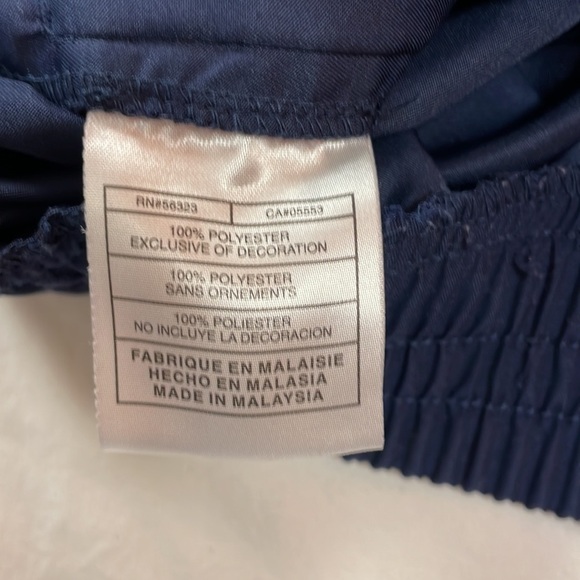 RN#56323 CA#05553
100% POLYESTER
EXCLUSIVE OF DECORATION
100% POLYESTER
SANS ORNEMENTS
100% POLIESTER
NO INCLUYE LA DECORACION
FABRIQUE EN MALAISIE
HECHO EN MALASIA
MADE IN MALAYSIA